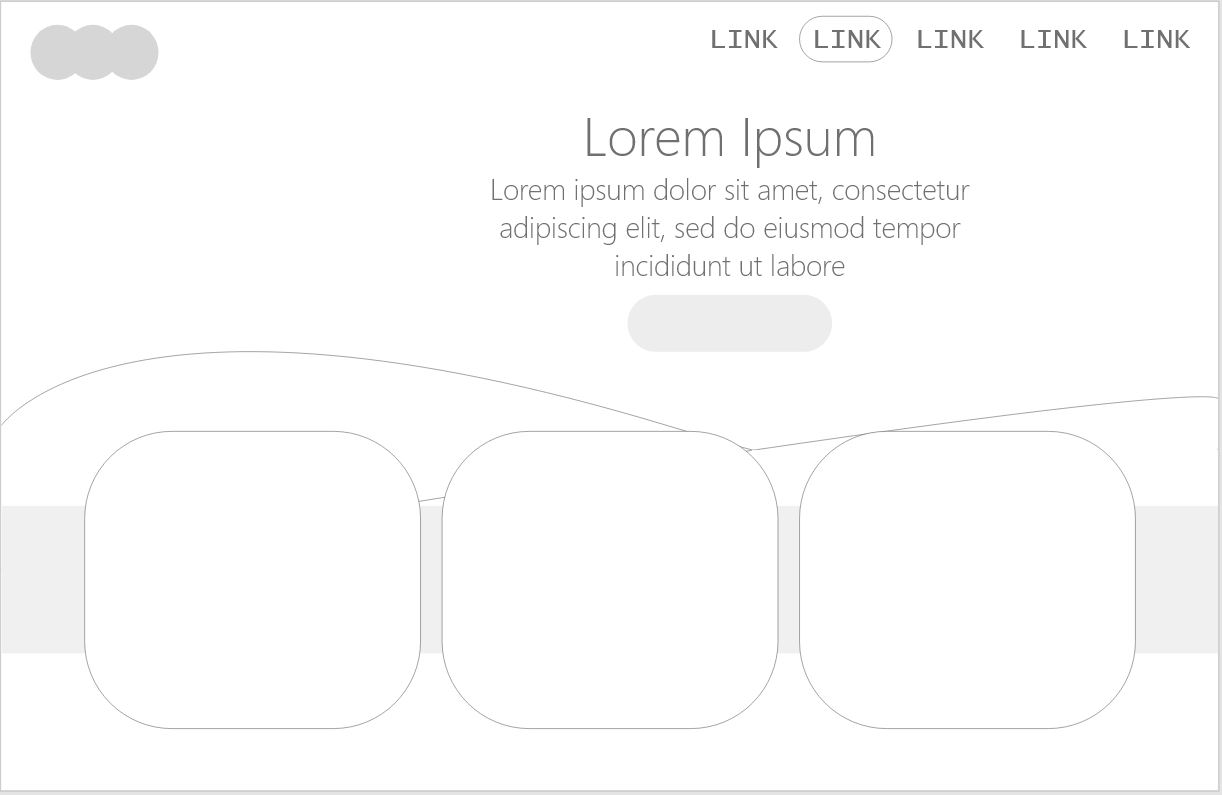 LINK LINK LINK LINK LINK
Lorem Ipsum
Lorem ipsum dolor sit amet, consectetur
adipiscing elit, sed do eiusmod tempor
incididunt ut labore